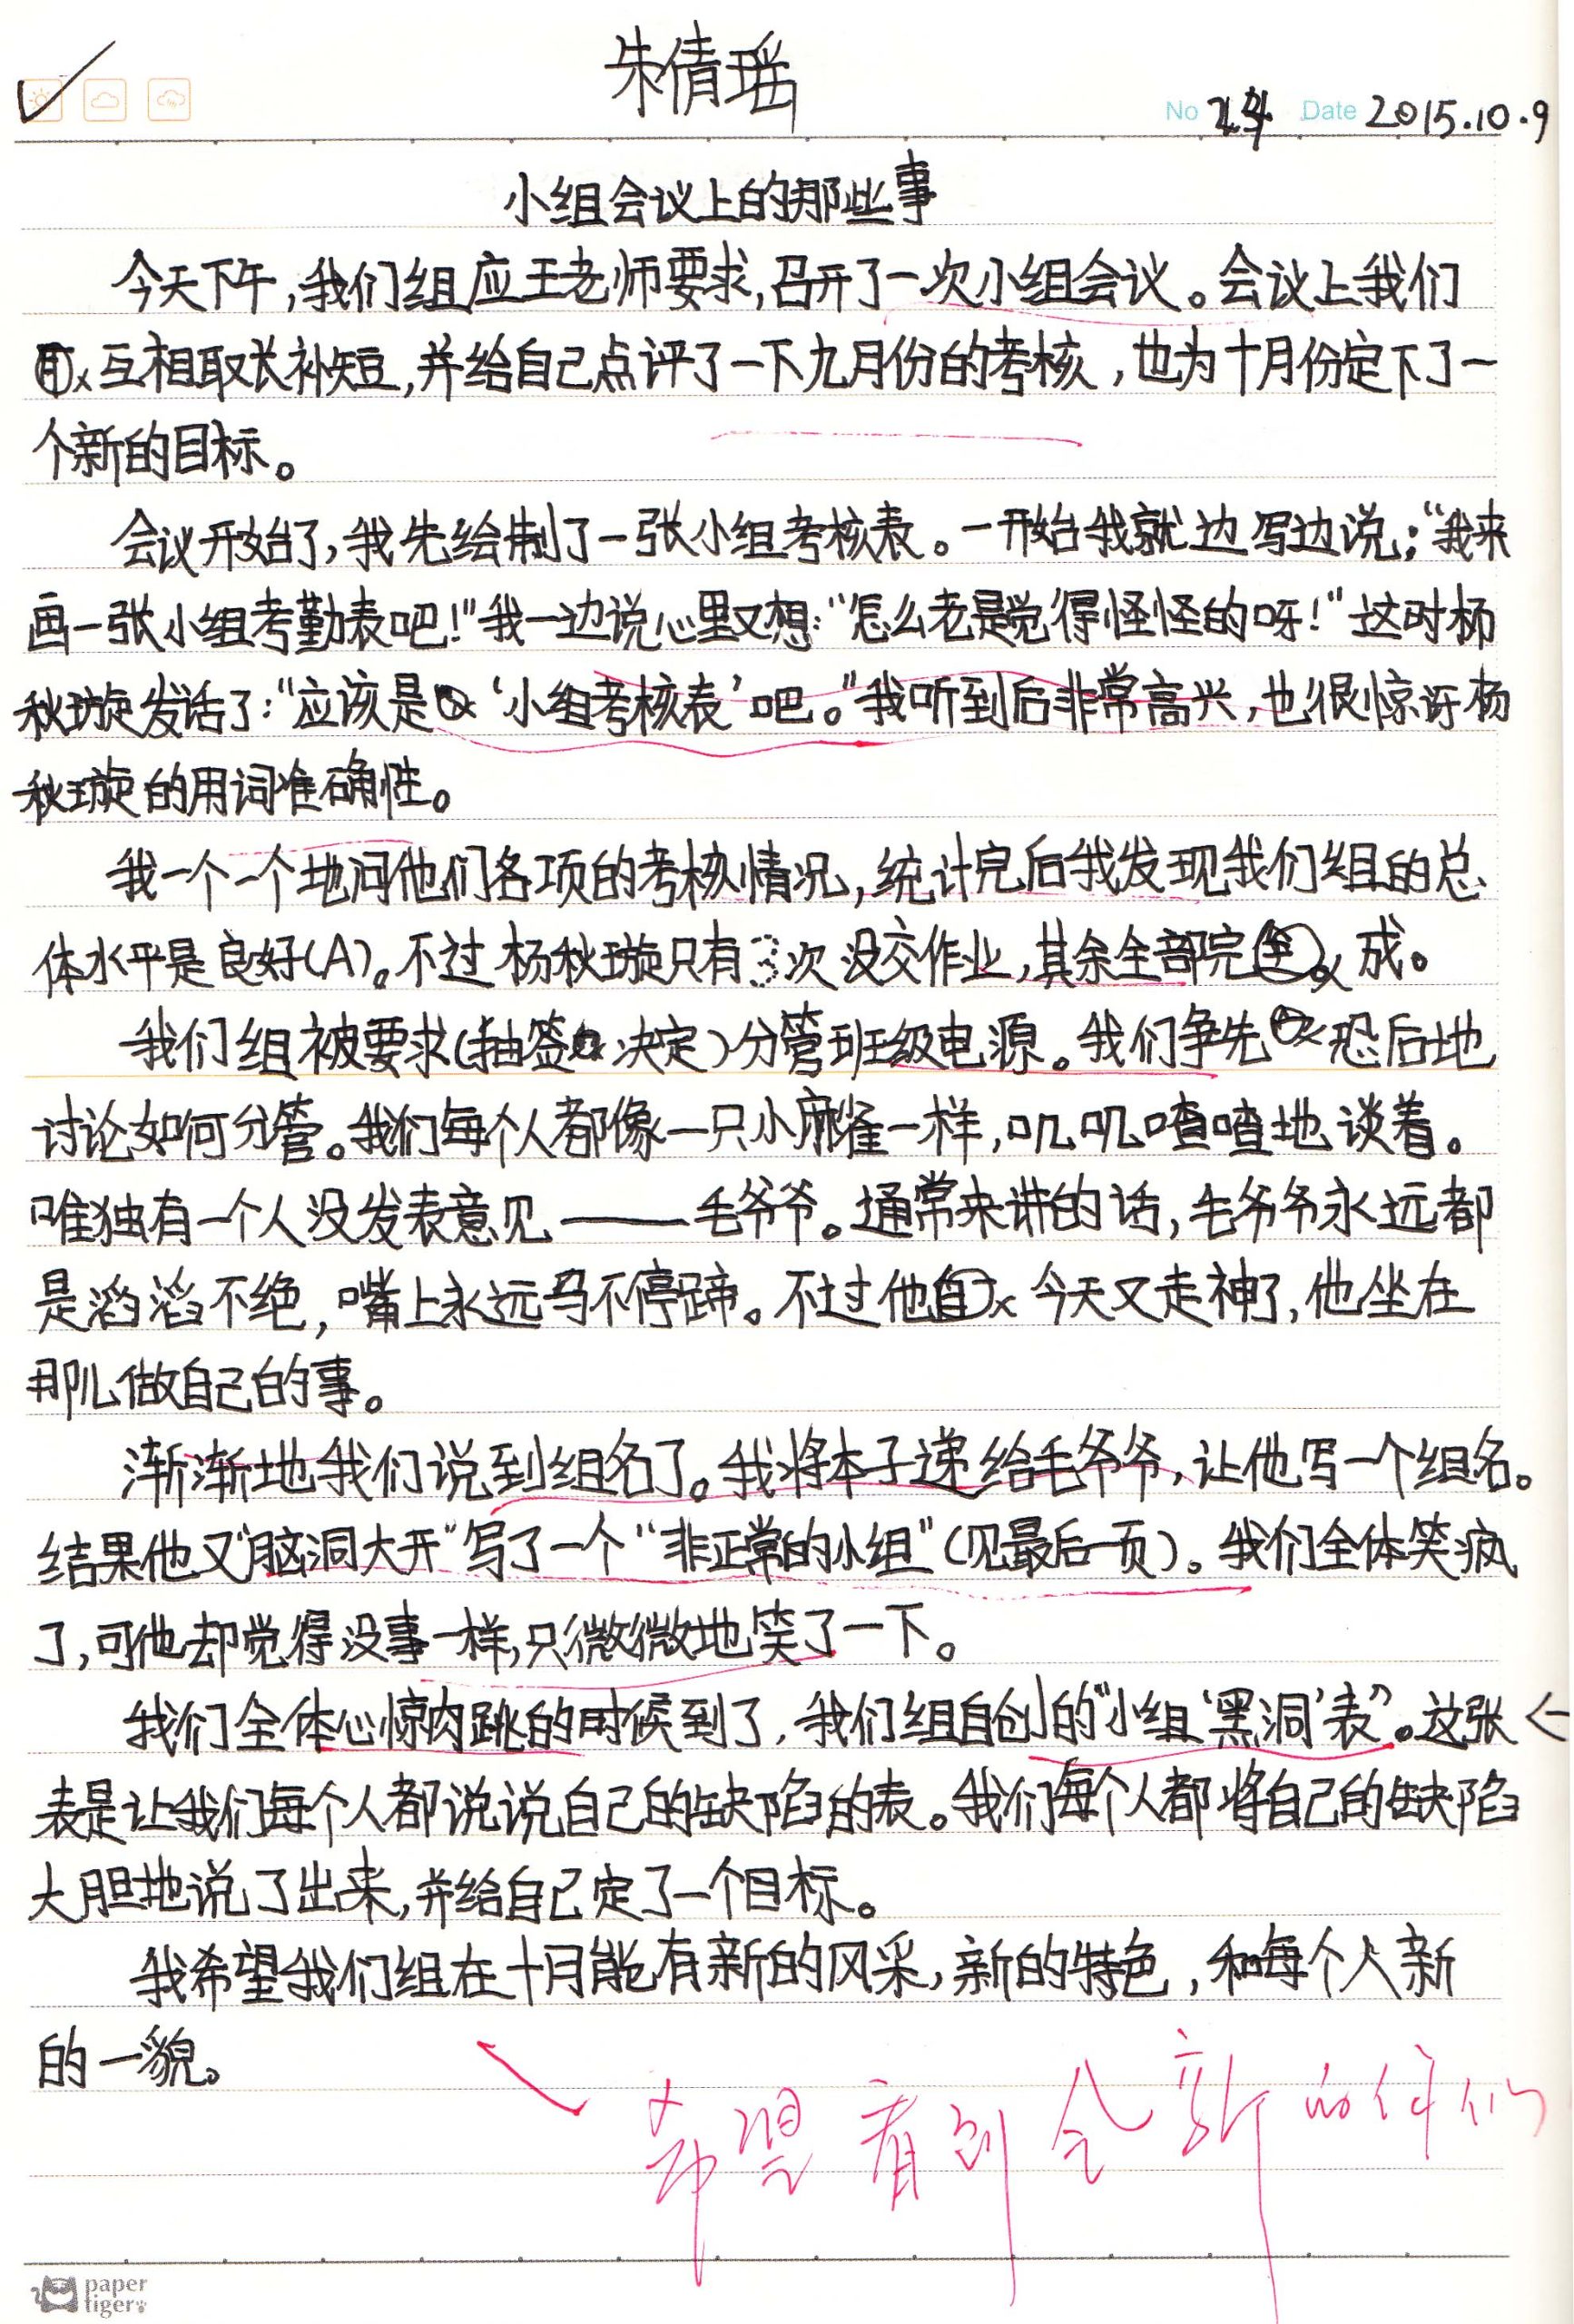 朱倩瑶
No Date 2015.10.9
小组会议上的那些事
今天下午,我们组应王老师要求,召开了一次小组会议。会议上我们
互相取长补短,并给自己点评了一下九月份的考核,也为十月份定下了一
个新的目标。
会议开始了,我先绘制了一张小组考核表。一开始我就边写边说:“我来
画一张小组考勤表吧!”我一边说心里又想:“怎么老是觉得怪怪的呀!”这时杨
秋璇发话了:“应该是‘小组考核表’吧。”我听到后非常高兴,也很惊讶杨
秋璇的用词准确性。
我一个一个地问他们各项的考核情况,统计完后我发现我们组的总
体水平是良好(A)。不过杨秋璇只有3次没交作业,其余全部完成。
我们组被要求(抽签决定)分管班级电源。我们争先恐后地
讨论如何分管。我们每个人都像一只小麻雀一样,叽叽喳喳地谈着。
唯独有一个人没发表意见——毛爷爷。通常来讲的话,毛爷爷永远都
是滔滔不绝,嘴上永远马不停蹄。不过他今天又走神了,他坐在
那儿做自己的事。
渐渐地我们说到组名了。我将本子递给毛爷爷,让他写一个组名。
结果他又“脑洞大开”写了一个“非正常的小组”(见最后一页)。我们全体笑疯
了,可他却觉得没事一样,只微微地笑了一下。
我们全体心惊肉跳的时候到了,我们组自创的“小组‘黑洞’表”。这张←
表是让我们每个人都说说自己的缺陷的表。我们每个人都将自己的缺陷
大胆地说了出来,并给自己定了一个目标。
我希望我们组在十月能有新的风采,新的特色,和每个人新
的一貌。
希望看到全新的你们
paper
tiger